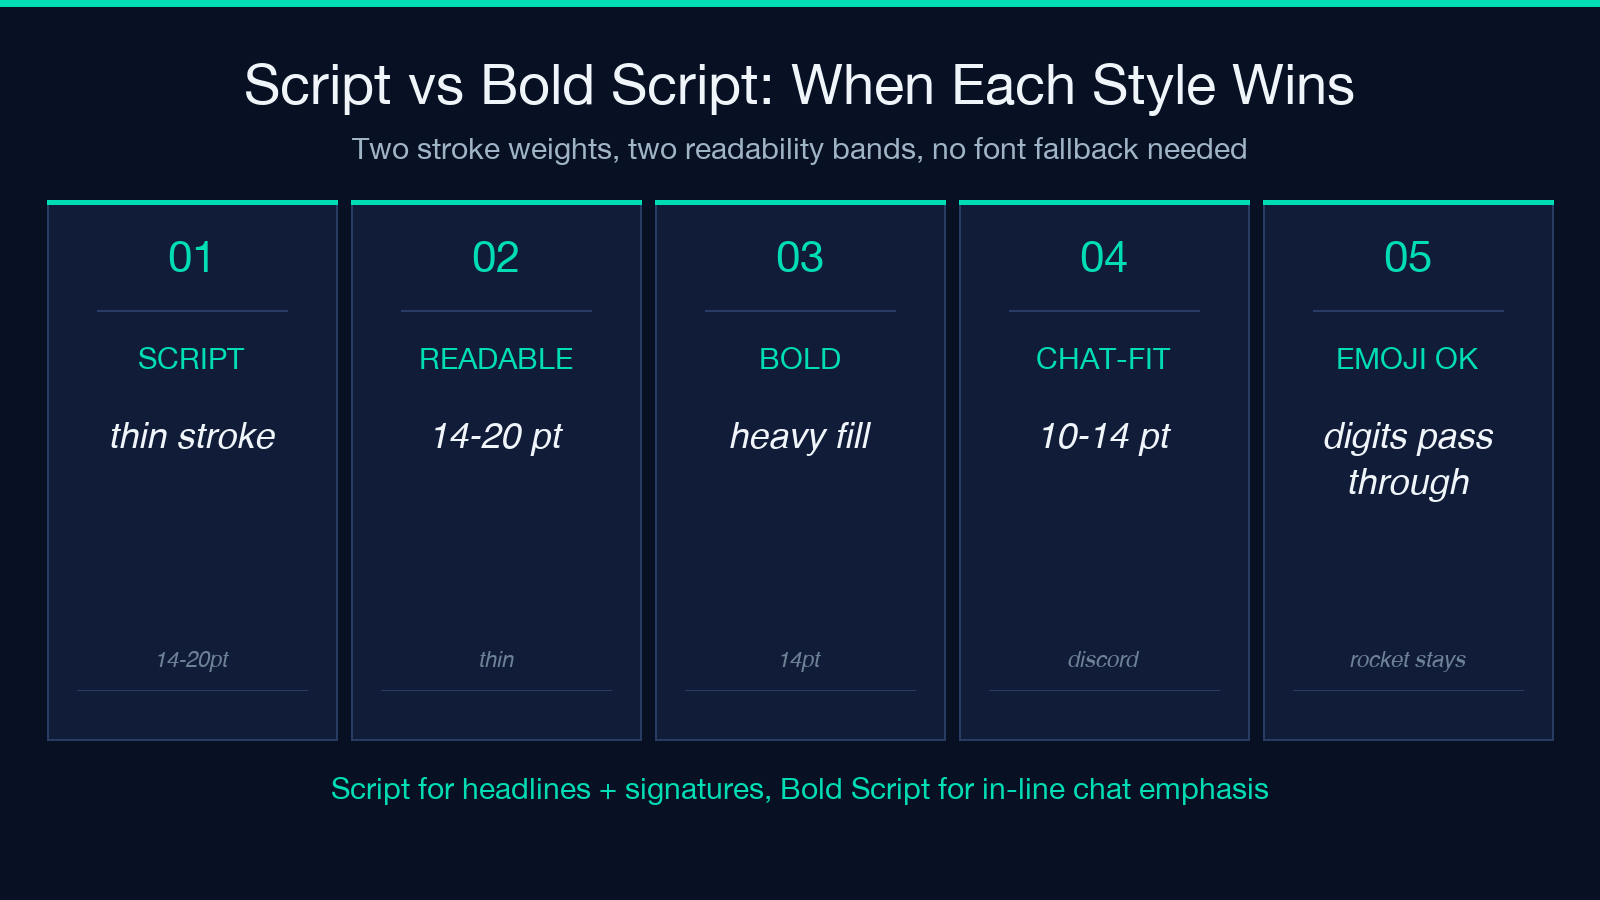 Script vs Bold Script: When Each Style Wins
Two stroke weights, two readability bands, no font fallback needed
01
SCRIPT
thin stroke
14-20pt
02
READABLE
14-20 pt
thin
03
BOLD
heavy fill
14pt
04
CHAT-FIT
10-14 pt
discord
05
EMOJI OK
digits pass
through
rocket stays
Script for headlines + signatures, Bold Script for in-line chat emphasis